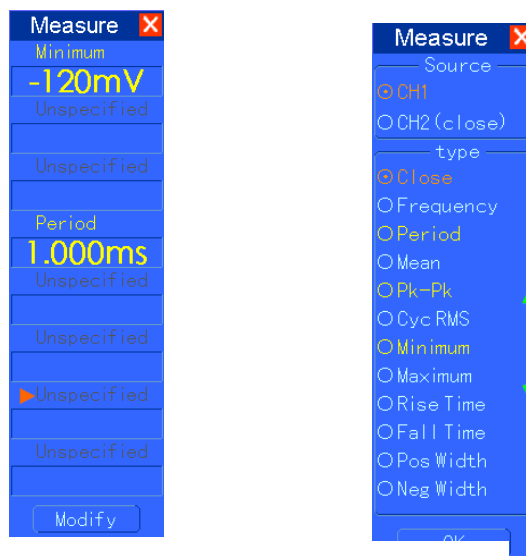 Measure
Minimum
-120mV
Unspecified
Unspecified
Period
1.000ms
Unspecified
Unspecified
Unspecified
Unspecified
Modify
Measure
Source
CH1
CH2(close)
type
Close
Frequency
Period
Mean
Pk-Pk
Cyc RMS
Minimum
Maximum
Rise Time
Fall Time
Pos Width
Neg Width
OK